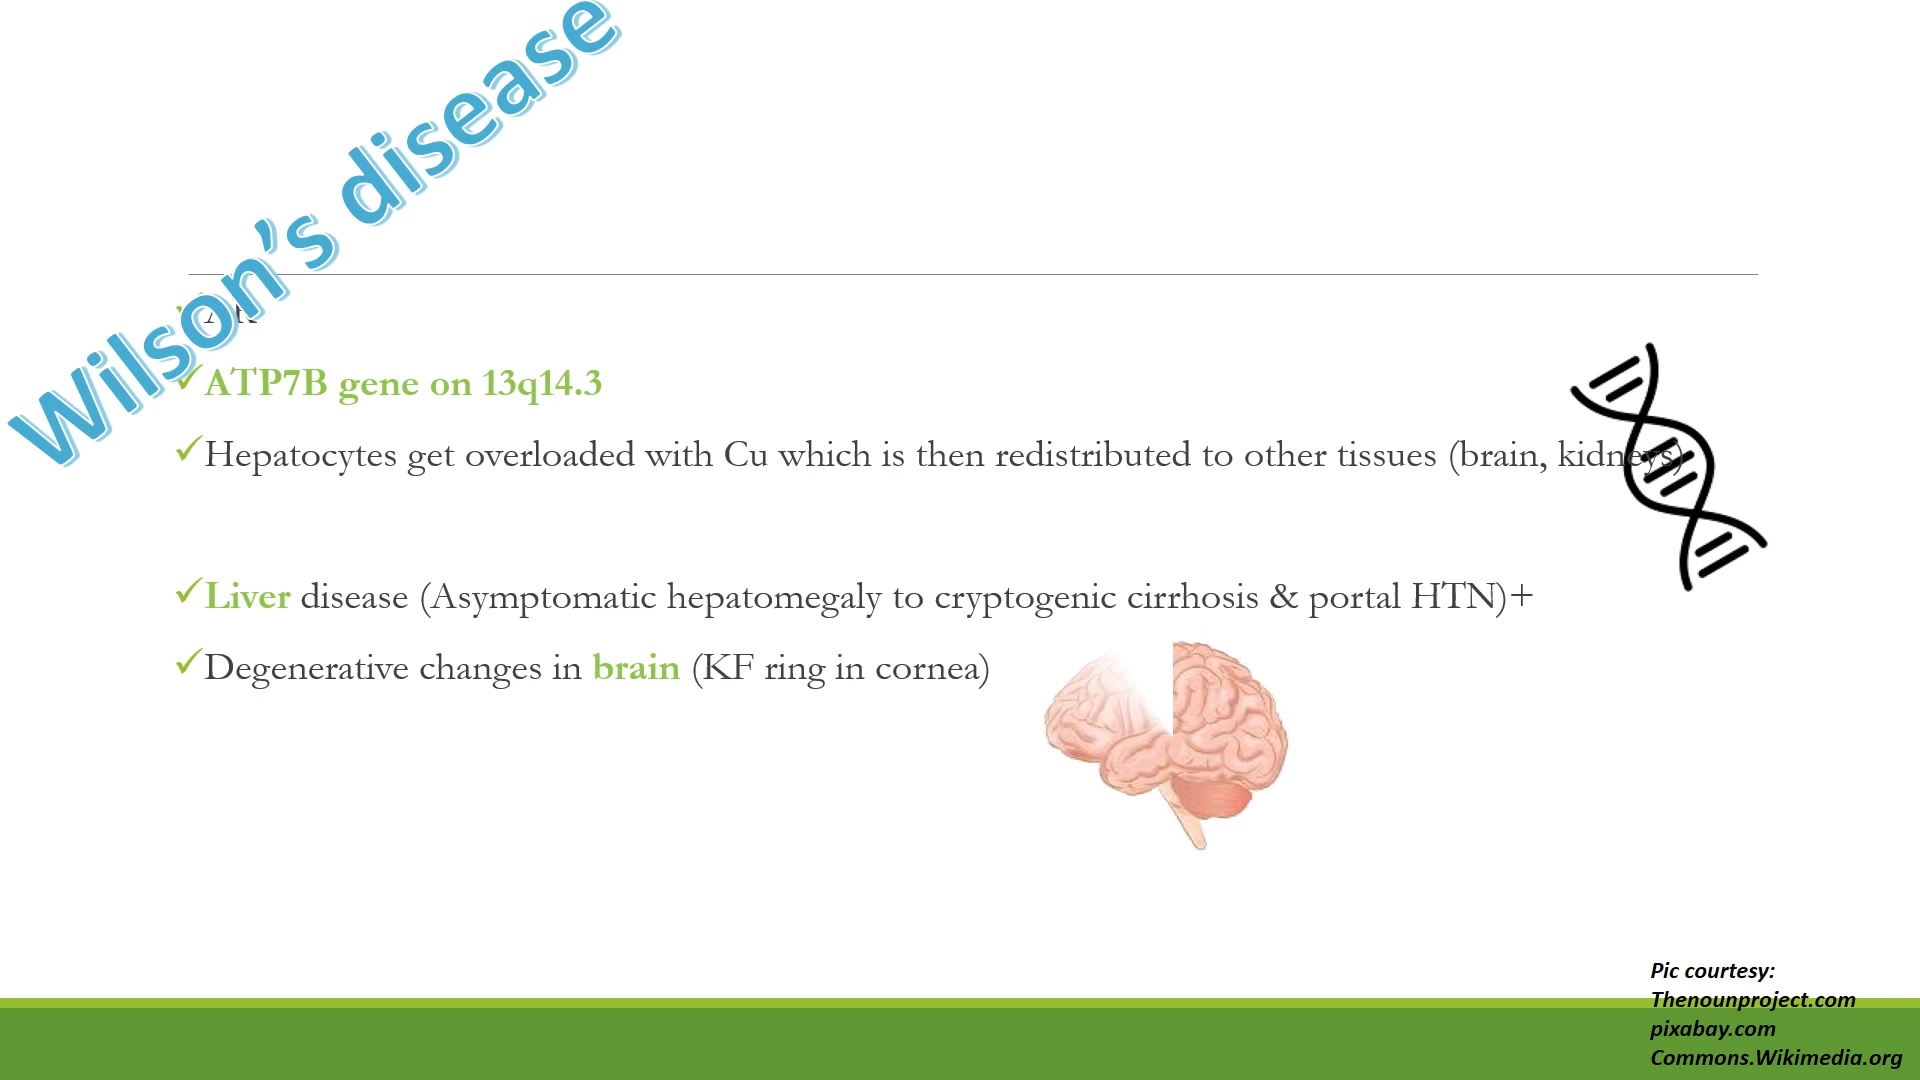 Wilson's disease
AR
ATP7B gene on 13q14.3
Hepatocytes get overloaded with Cu which is then redistributed to other tissues (brain, kidneys)
Liver disease (Asymptomatic hepatomegaly to cryptogenic cirrhosis & portal HTN)+
Degenerative changes in brain (KF ring in cornea)
Pic courtesy:
Thenounproject.com
pixabay.com
Commons.Wikimedia.org